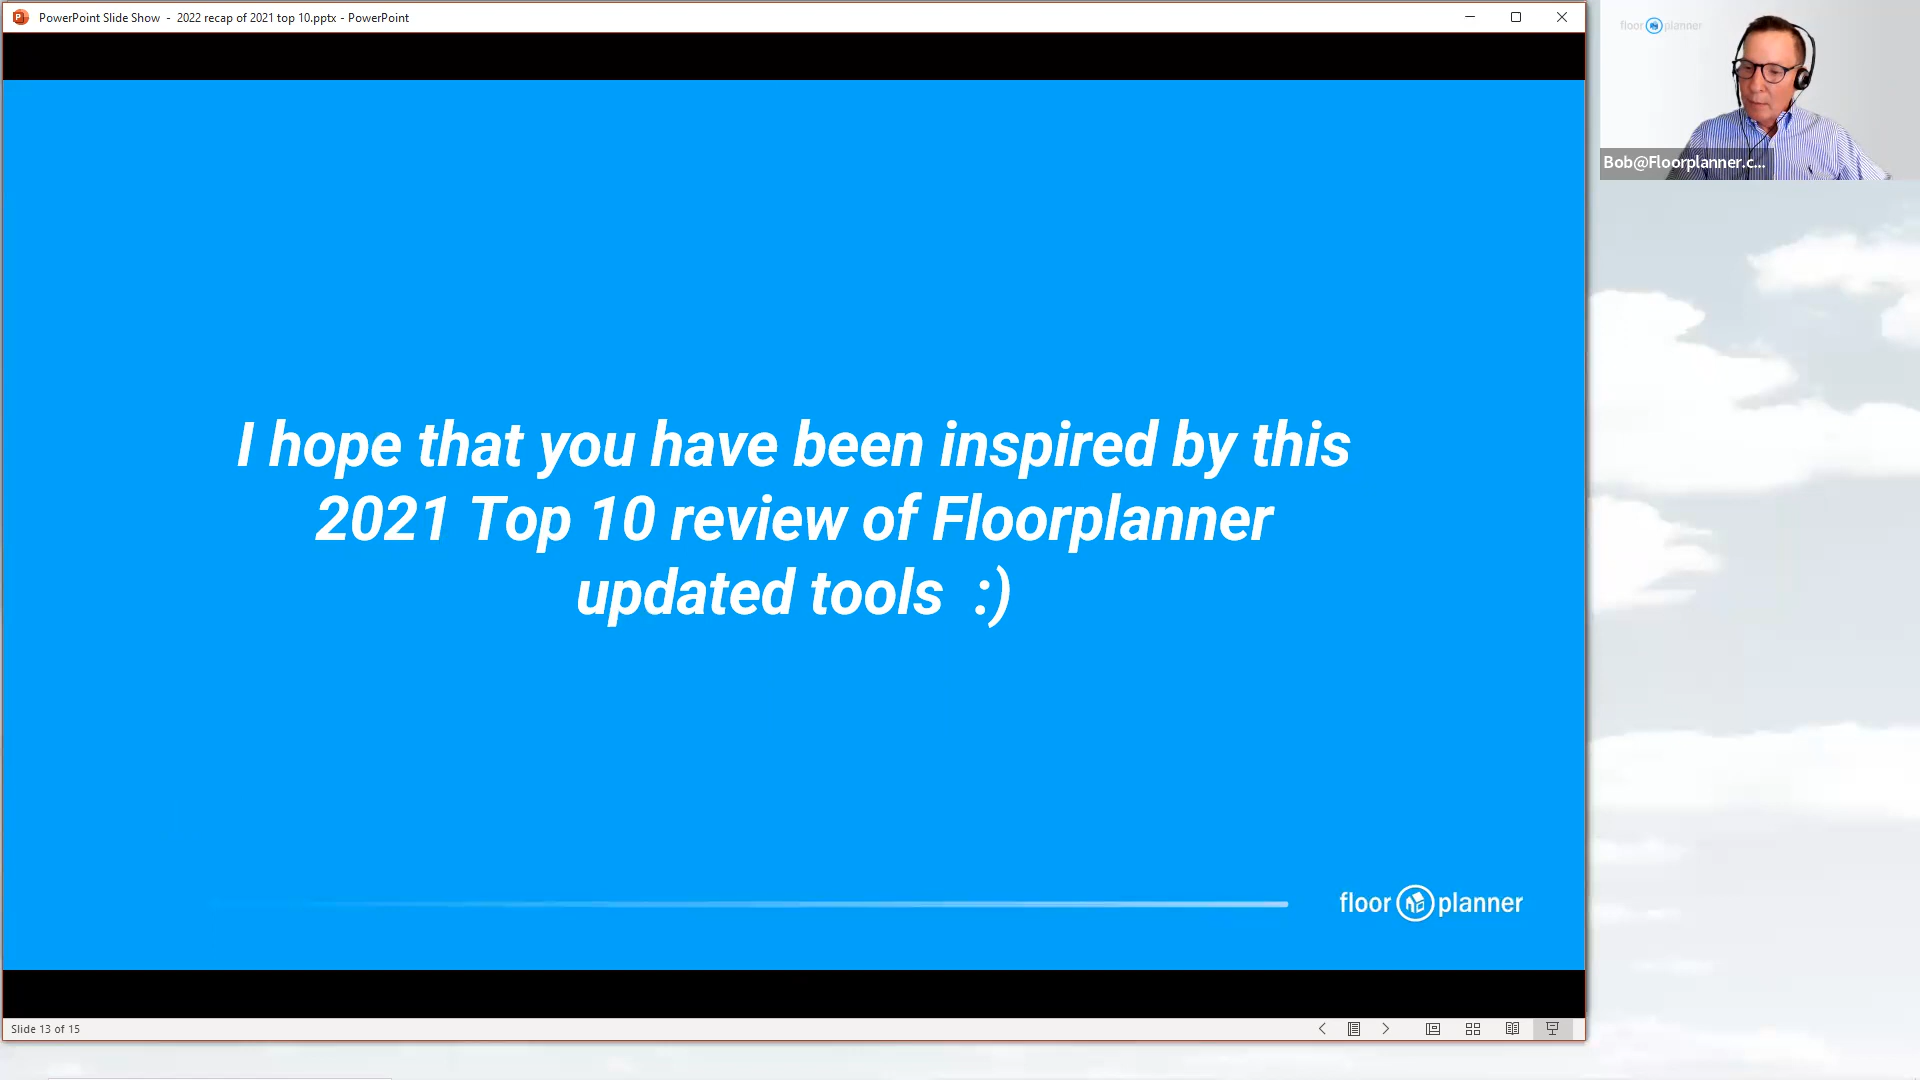 PowerPoint Slide Show - 2022 recap of 2021 top 10.pptx - PowerPoint
floor planner
Bob@Floorplanner.c...
I hope that you have been inspired by this
2021 Top 10 review of Floorplanner
updated tools :)
floor planner
Slide 13 of 15